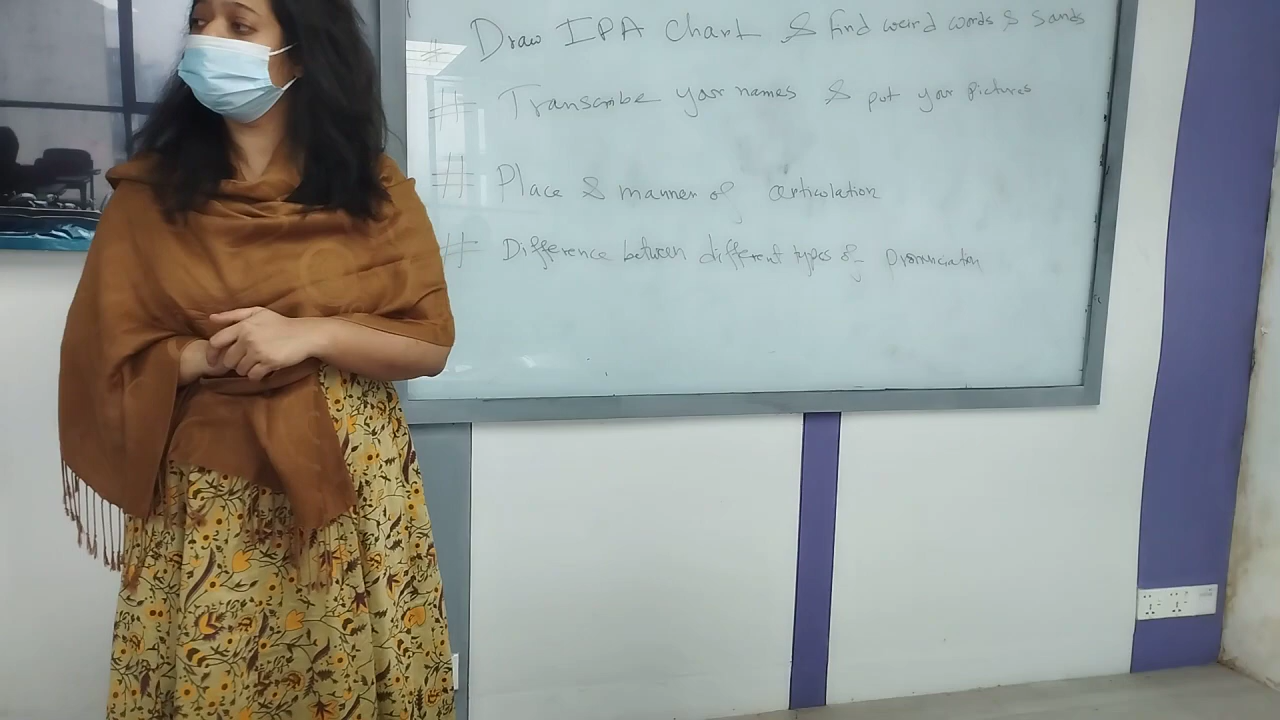 # Draw IPA Chart & find weird words & sounds
# Transcribe your names & put your pictures
# Place & manner of articulation
# Difference between different types of Pronunciation